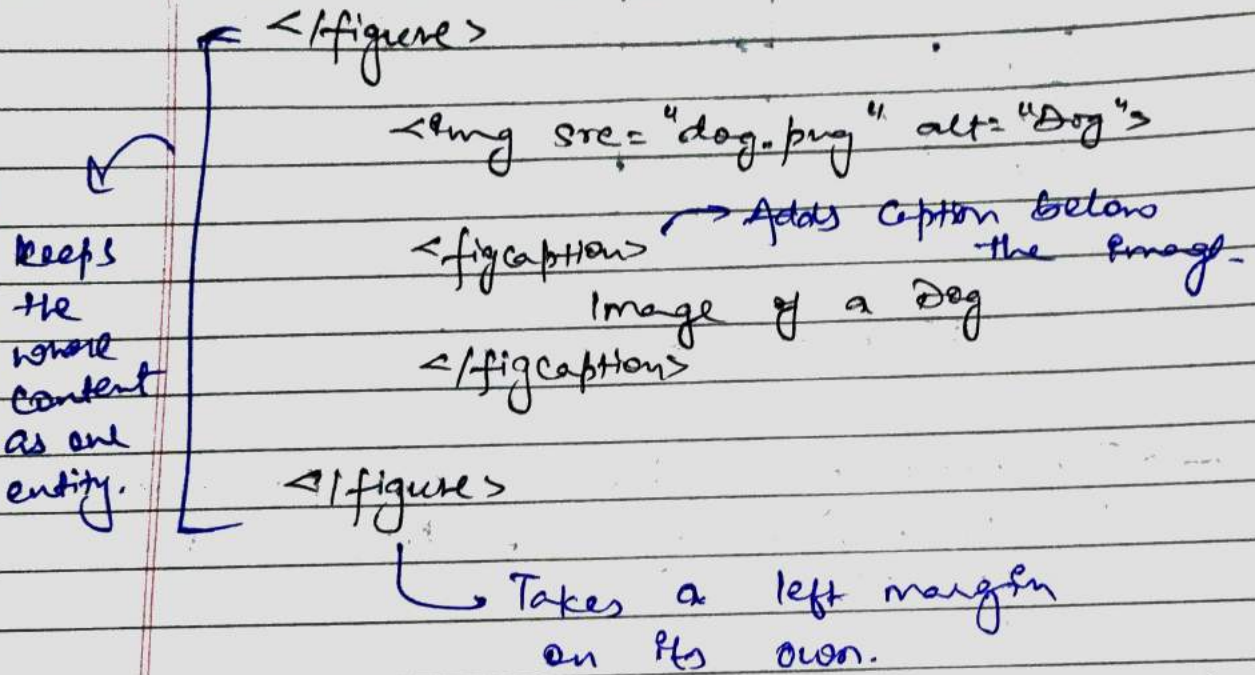 </figure>
<img src="dog.png" alt="Dog">
<figcaption> → Adds Caption below
the image.
Image of a Dog
</figcaption>
keeps
the
whole
content
as one
entity.
</figure>
Takes a left margin
on its own.